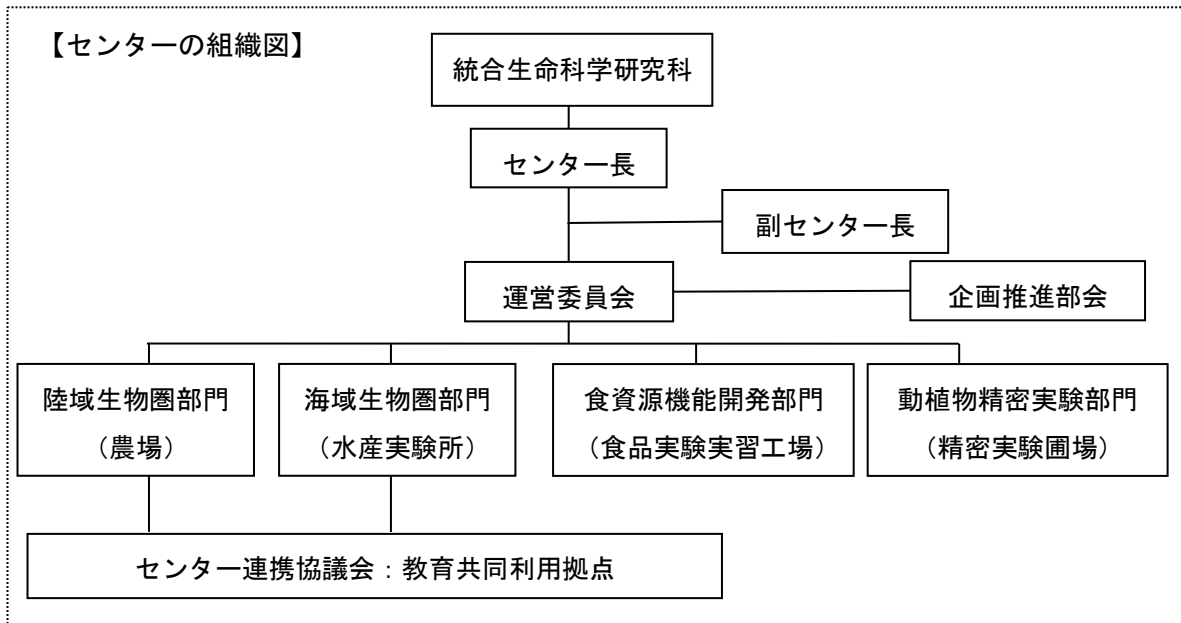 【センターの組織図】
統合生命科学研究科
センター長
副センター長
運営委員会
企画推進部会
陸域生物圏部門
（農場）
海域生物圏部門
（水産実験所）
食資源機能開発部門
（食品実験実習工場）
動植物精密実験部門
（精密実験圃場）
センター連携協議会：教育共同利用拠点